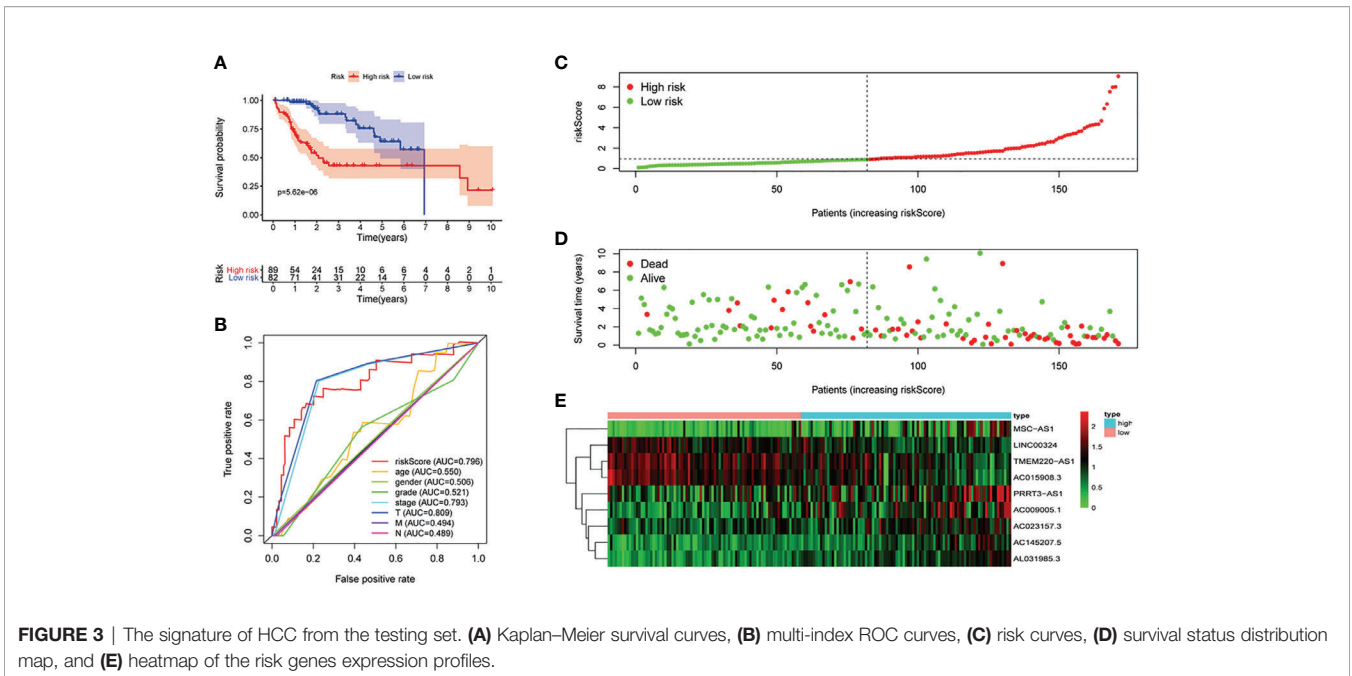 A
Risk High risk Low risk
1.00
0.75
0.50
0.25
0.00
Survival probability
p=5.62e−06
0 1 2 3 4 5 6 7 8 9 10
Time(years)
Risk
High risk 89 54 24 15 10 6 6 4 4 2 1
Low risk 82 71 41 31 22 14 7 0 0 0 0
0 1 2 3 4 5 6 7 8 9 10
Time(years)
B
1.0
0.8
0.6
0.4
0.2
0.0
True positive rate
riskScore (AUC=0.796)
age (AUC=0.550)
gender (AUC=0.506)
grade (AUC=0.521)
stage (AUC=0.793)
T (AUC=0.809)
M (AUC=0.494)
N (AUC=0.489)
0.0 0.2 0.4 0.6 0.8 1.0
False positive rate
C
High risk
Low risk
8
6
4
2
0
riskScore
0 50 100 150
Patients (increasing riskScore)
D
Dead
Alive
10
8
6
4
2
0
Survival time (years)
0 50 100 150
Patients (increasing riskScore)
E
type
MSC−AS1
LINC00324
TMEM220−AS1
AC015908.3
PRRT3−AS1
AC009005.1
AC023157.3
AC145207.5
AL031985.3
2
1.5
1
0.5
0
type
high
low
FIGURE 3 | The signature of HCC from the testing set. (A) Kaplan–Meier survival curves, (B) multi-index ROC curves, (C) risk curves, (D) survival status distribution
map, and (E) heatmap of the risk genes expression profiles.